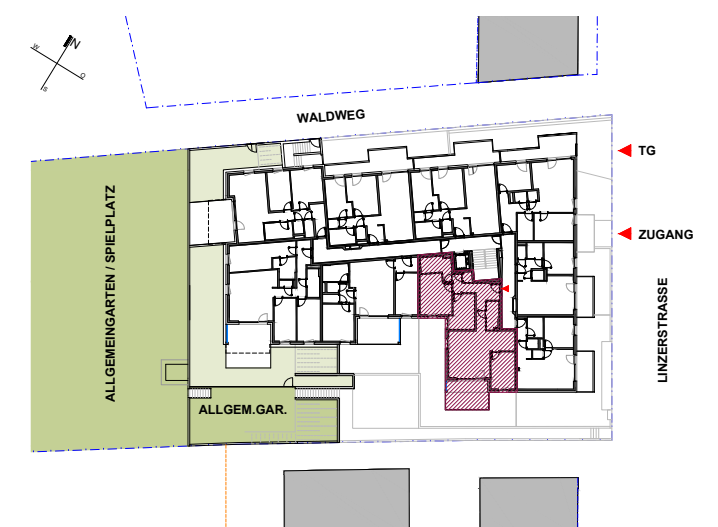 N
W
O
S
WALDWEG
TG
ZUGANG
ALLGEMEINGARTEN / SPIELPLATZ
LINZERSTRASSE
ALLGEM.GAR.